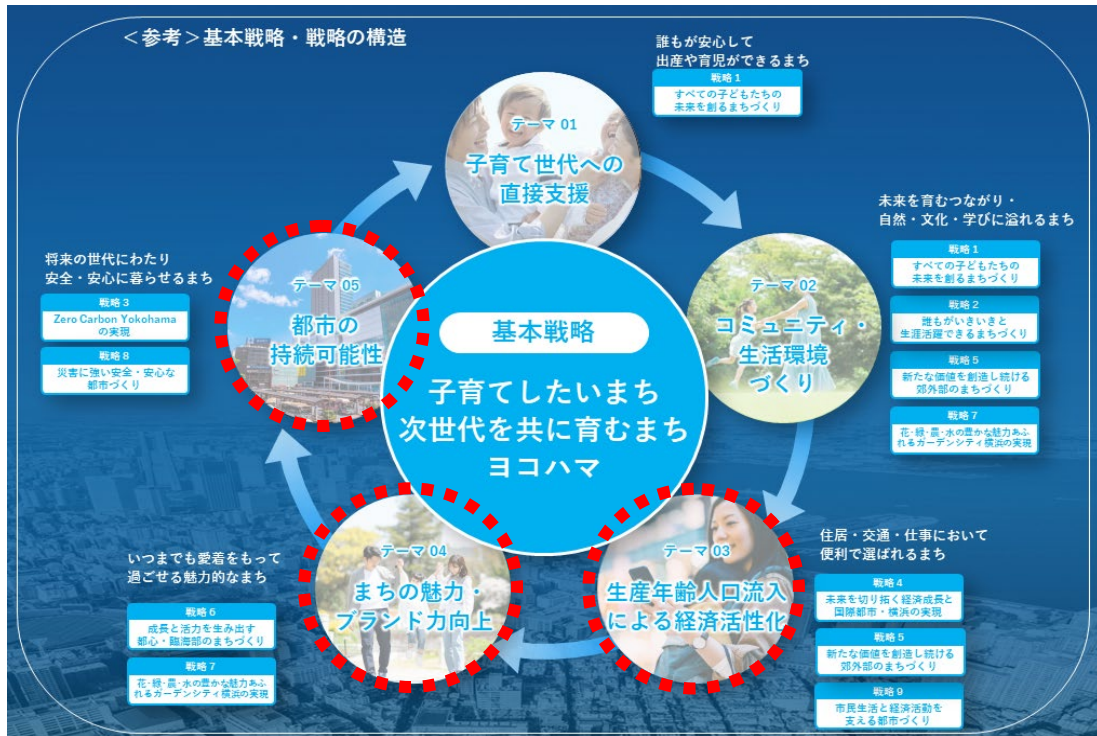 ＜参考＞基本戦略・戦略の構造
誰もが安心して
出産や育児ができるまち
戦略1
すべての子どもたちの
未来を創るまちづくり
テーマ 01
子育て世代への
直接支援
未来を育むつながり・
自然・文化・学びに溢れるまち
戦略1
すべての子どもたちの
未来を創るまちづくり
戦略2
誰もがいきいきと
生涯活躍できるまちづくり
戦略5
新たな価値を創造し続ける
郊外部のまちづくり
戦略7
花・緑・農・水の豊かな魅力あふ
れるガーデンシティ横浜の実現
テーマ 02
コミュニティ・
生活環境
づくり
住居・交通・仕事において
便利で選ばれるまち
戦略4
未来を切り拓く経済成長と
国際都市・横浜の実現
戦略5
新たな価値を創造し続ける
郊外部のまちづくり
戦略9
市民生活と経済活動を
支える都市づくり
テーマ 03
生産年齢人口流入
による経済活性化
テーマ 04
まちの魅力・
ブランド力向上
いつまでも愛着をもって
過ごせる魅力的なまち
戦略6
成長と活力を生み出す
都心・臨海部のまちづくり
戦略7
花・緑・農・水の豊かな魅力あふ
れるガーデンシティ横浜の実現
テーマ 05
都市の
持続可能性
将来の世代にわたり
安全・安心に暮らせるまち
戦略3
Zero Carbon Yokohama
の実現
戦略8
災害に強い安全・安心な
都市づくり
基本戦略
子育てしたいまち
次世代を共に育むまち
ヨコハマ